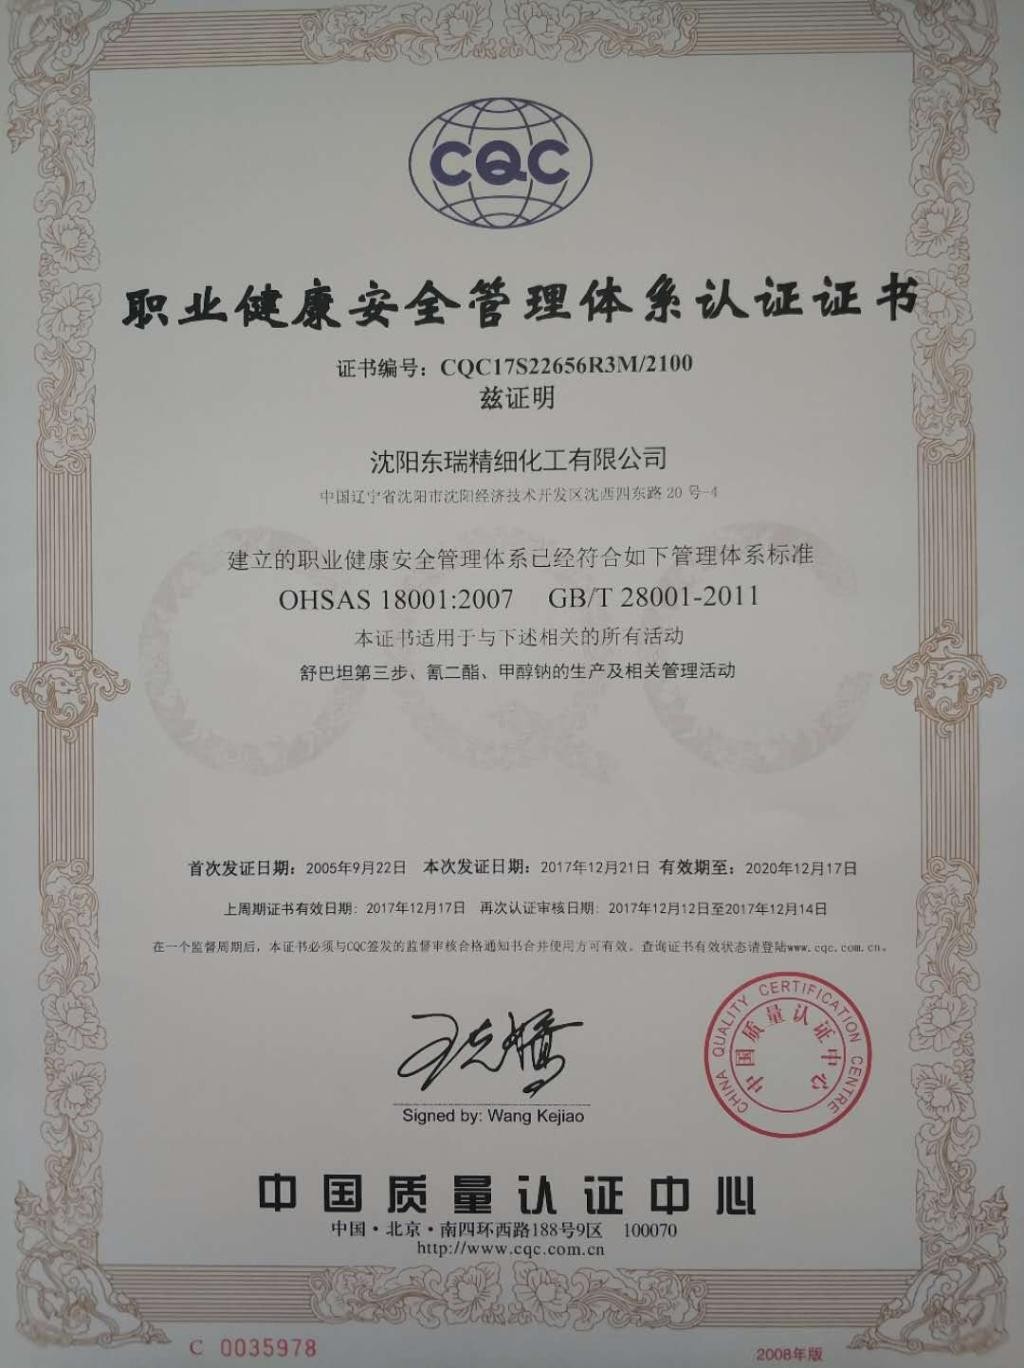 CQC
职业健康安全管理体系认证证书
证书编号：CQC17S22656R3M/2100
兹证明
沈阳东瑞精细化工有限公司
中国辽宁省沈阳市沈阳经济技术开发区沈西四东路 20 号-4
建立的职业健康安全管理体系已经符合如下管理体系标准
OHSAS 18001:2007 GB/T 28001-2011
本证书适用于与下述相关的所有活动
舒巴坦第三步、氰二酯、甲醇钠的生产及相关管理活动
首次发证日期：2005年9月22日 本次发证日期：2017年12月21日 有效期至：2020年12月17日
上周期证书有效日期：2017年12月17日 再次认证审核日期：2017年12月12日至2017年12月14日
在一个监督周期后，本证书必须与CQC签发的监督审核合格通知书合并使用方可有效。查询证书有效状态请登陆www.cqc.com.cn。
CHINA QUALITY CERTIFICATION CENTRE
中国质量认证中心
Signed by: Wang Kejiao
中国质量认证中心
中国·北京·南四环西路188号9区 100070
http://www.cqc.com.cn
C 0035978
2008年版